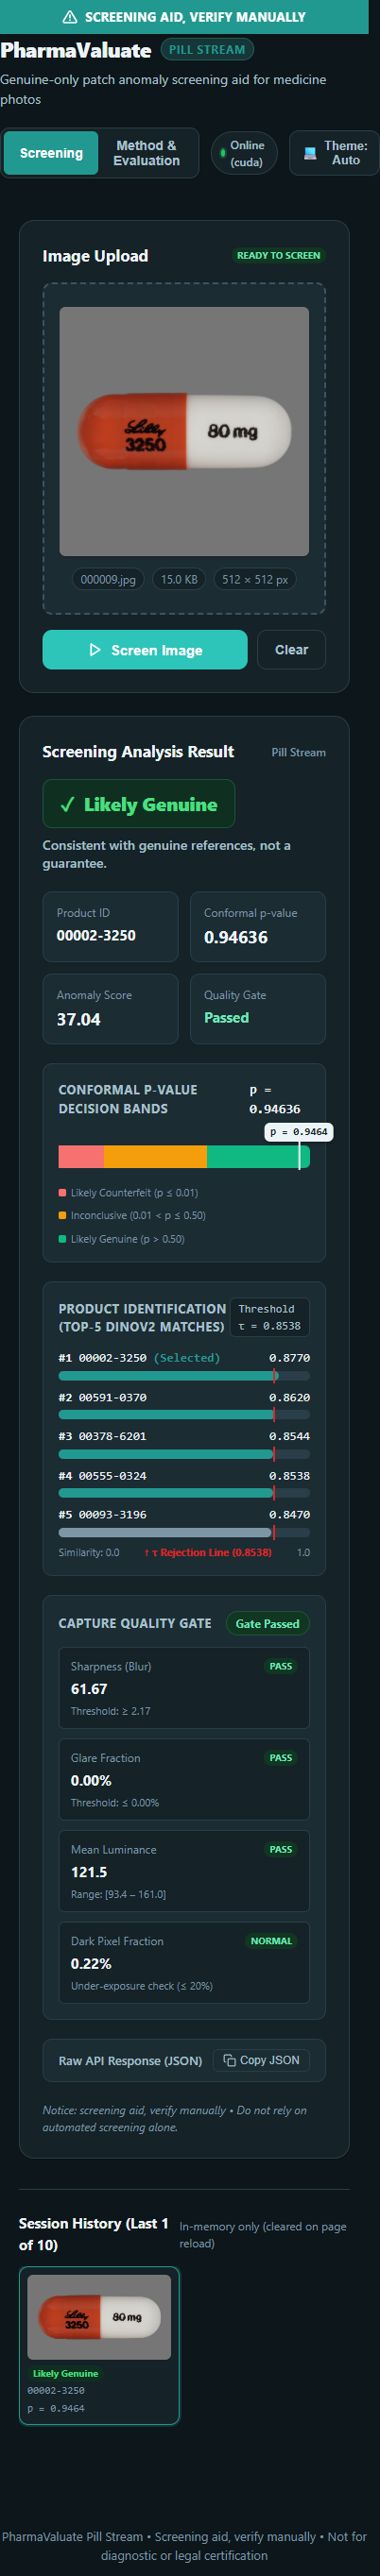 SCREENING AID, VERIFY MANUALLY
PharmaValuate PILL STREAM
Genuine-only patch anomaly screening aid for medicine
photos
Screening
Method &
Evaluation
Online
(cuda)
Theme:
Auto
Image Upload
READY TO SCREEN
Lilly
3250
80 mg
000009.jpg
15.0 KB
512 × 512 px
Screen Image
Clear
Screening Analysis Result
Pill Stream
✓ Likely Genuine
Consistent with genuine references, not a
guarantee.
Product ID
00002-3250
Conformal p-value
0.94636
Anomaly Score
37.04
Quality Gate
Passed
CONFORMAL P-VALUE
DECISION BANDS
p =
0.94636
p = 0.9464
Likely Counterfeit (p ≤ 0.01)
Inconclusive (0.01 < p ≤ 0.50)
Likely Genuine (p > 0.50)
PRODUCT IDENTIFICATION
(TOP-5 DINOV2 MATCHES)
Threshold
τ = 0.8538
#1 00002-3250 (Selected) 0.8770
#2 00591-0370 0.8620
#3 00378-6201 0.8544
#4 00555-0324 0.8538
#5 00093-3196 0.8470
Similarity: 0.0 ↑ τ Rejection Line (0.8538) 1.0
CAPTURE QUALITY GATE
Gate Passed
Sharpness (Blur) PASS
61.67
Threshold: ≥ 2.17
Glare Fraction PASS
0.00%
Threshold: ≤ 0.00%
Mean Luminance PASS
121.5
Range: [93.4 – 161.0]
Dark Pixel Fraction NORMAL
0.22%
Under-exposure check (≤ 20%)
Raw API Response (JSON)
Copy JSON
Notice: screening aid, verify manually • Do not rely on
automated screening alone.
Session History (Last 1
of 10)
In-memory only (cleared on page
reload)
Lilly
3250
80 mg
Likely Genuine
00002-3250
p = 0.9464
PharmaValuate Pill Stream • Screening aid, verify manually • Not for
diagnostic or legal certification